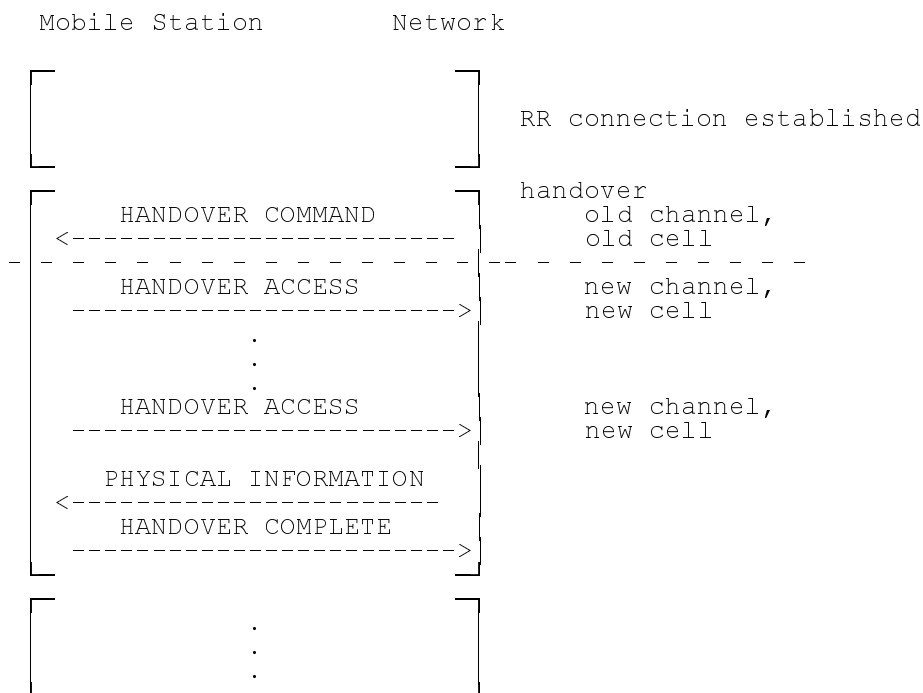 Mobile Station Network
RR connection established
handover
HANDOVER COMMAND old channel,
<------------------------ old cell
HANDOVER ACCESS new channel,
------------------------> new cell
.
.
.
HANDOVER ACCESS new channel,
------------------------> new cell
PHYSICAL INFORMATION
<-----------------------
HANDOVER COMPLETE
------------------------>
.
.
.